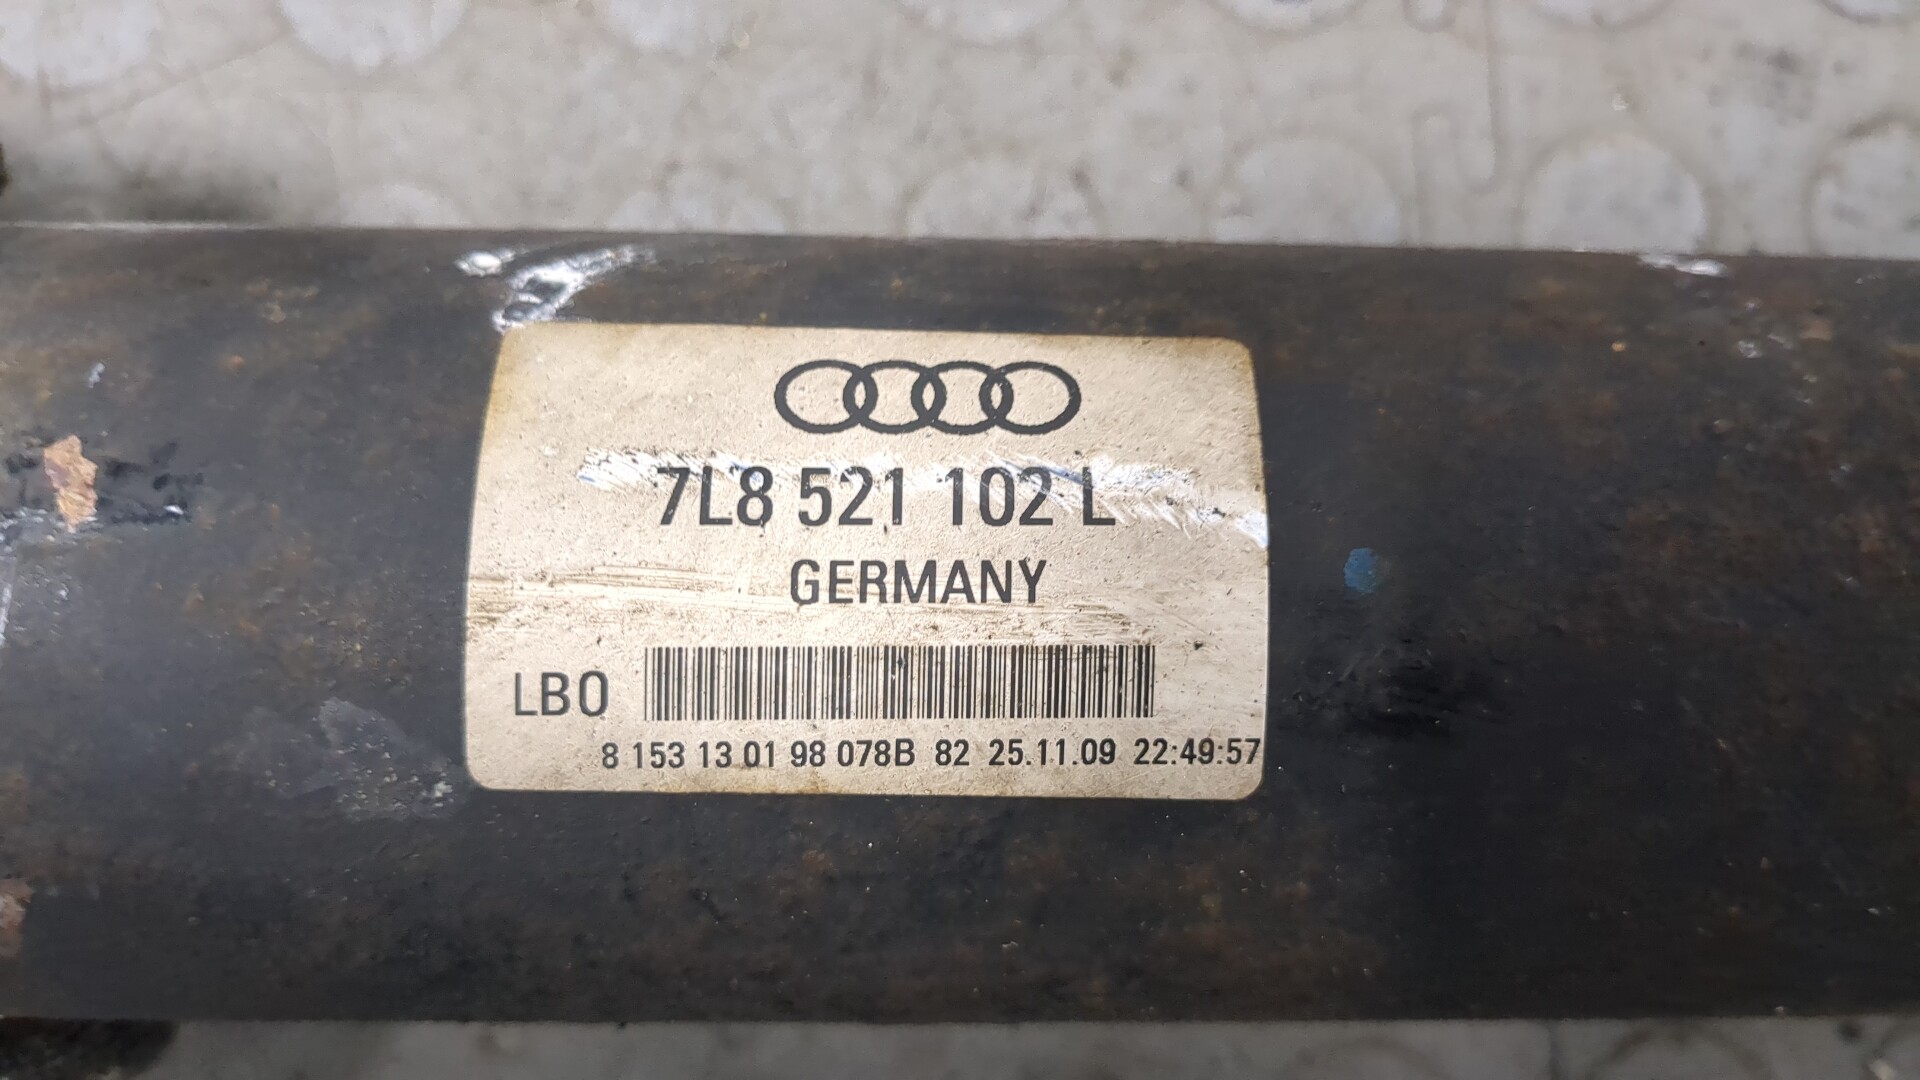 7L8 521 102 L
GERMANY
LBO
8 153 13 01 98 078B 82 25.11.09 22:49:57